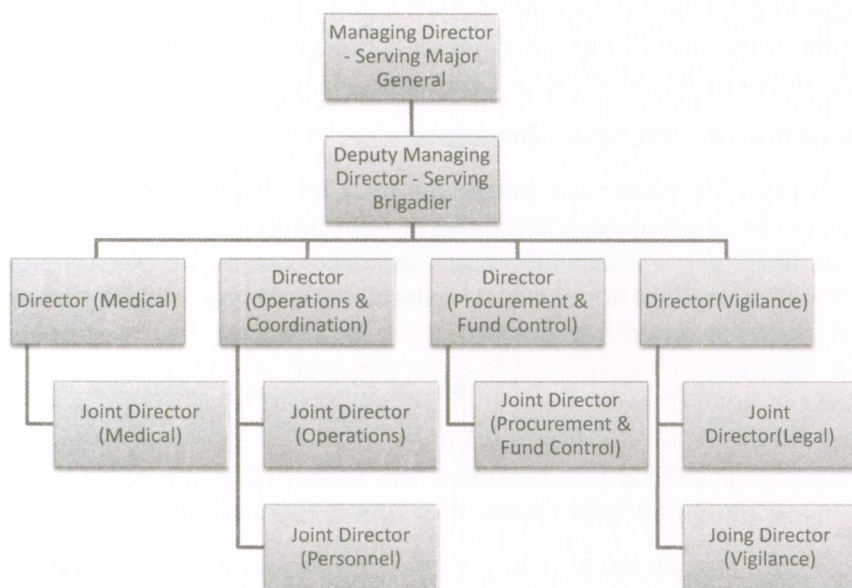 Managing Director
- Serving Major
General
Deputy Managing
Director - Serving
Brigadier
Director (Medical)
Director
(Operations &
Coordination)
Director
(Procurement &
Fund Control)
Director(Vigilance)
Joint Director
(Medical)
Joint Director
(Operations)
Joint Director
(Procurement &
Fund Control)
Joint
Director(Legal)
Joint Director
(Personnel)
Joing Director
(Vigilance)